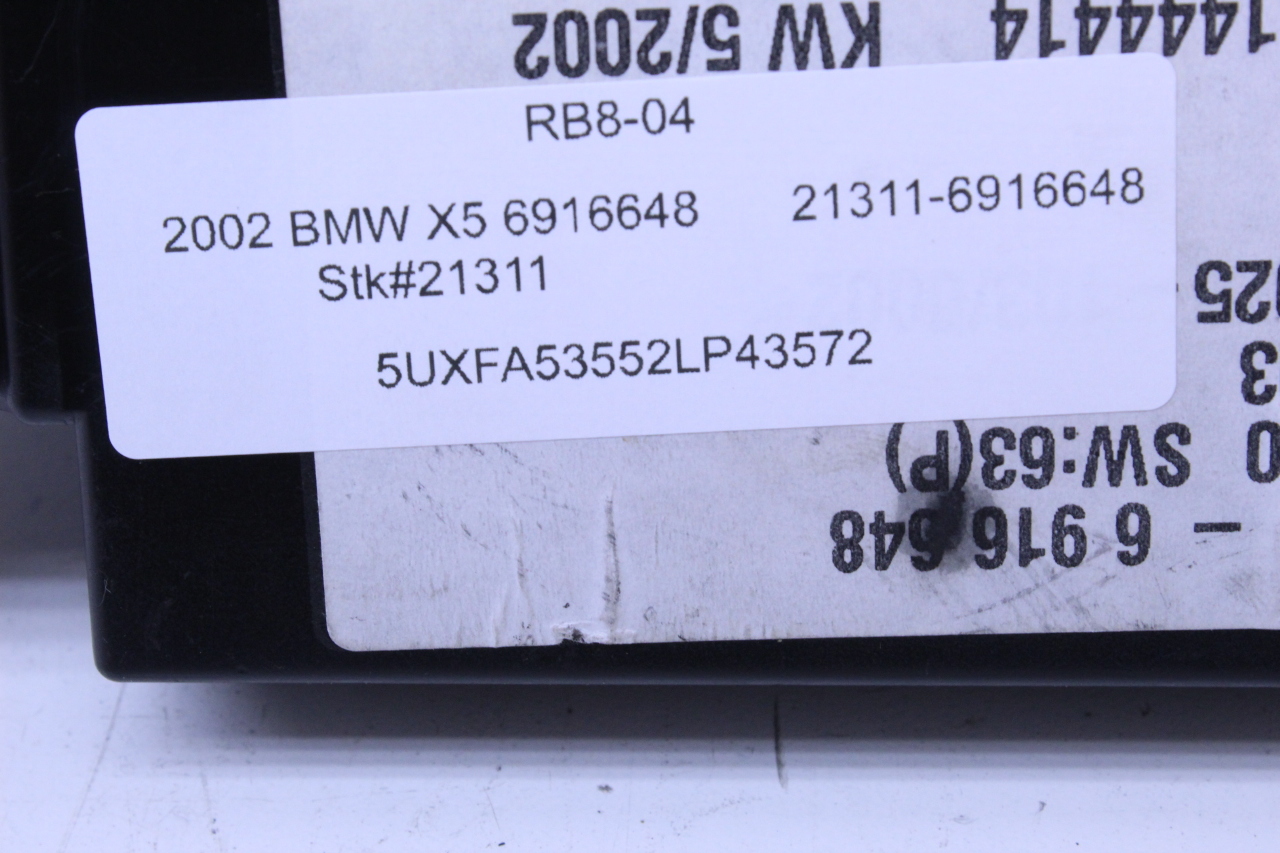 RB8-04
2002 BMW X5 6916648 21311-6916648
Stk#21311
5UXFA53552LP43572
6 916 648
SW:63(P)
KW 5/2002